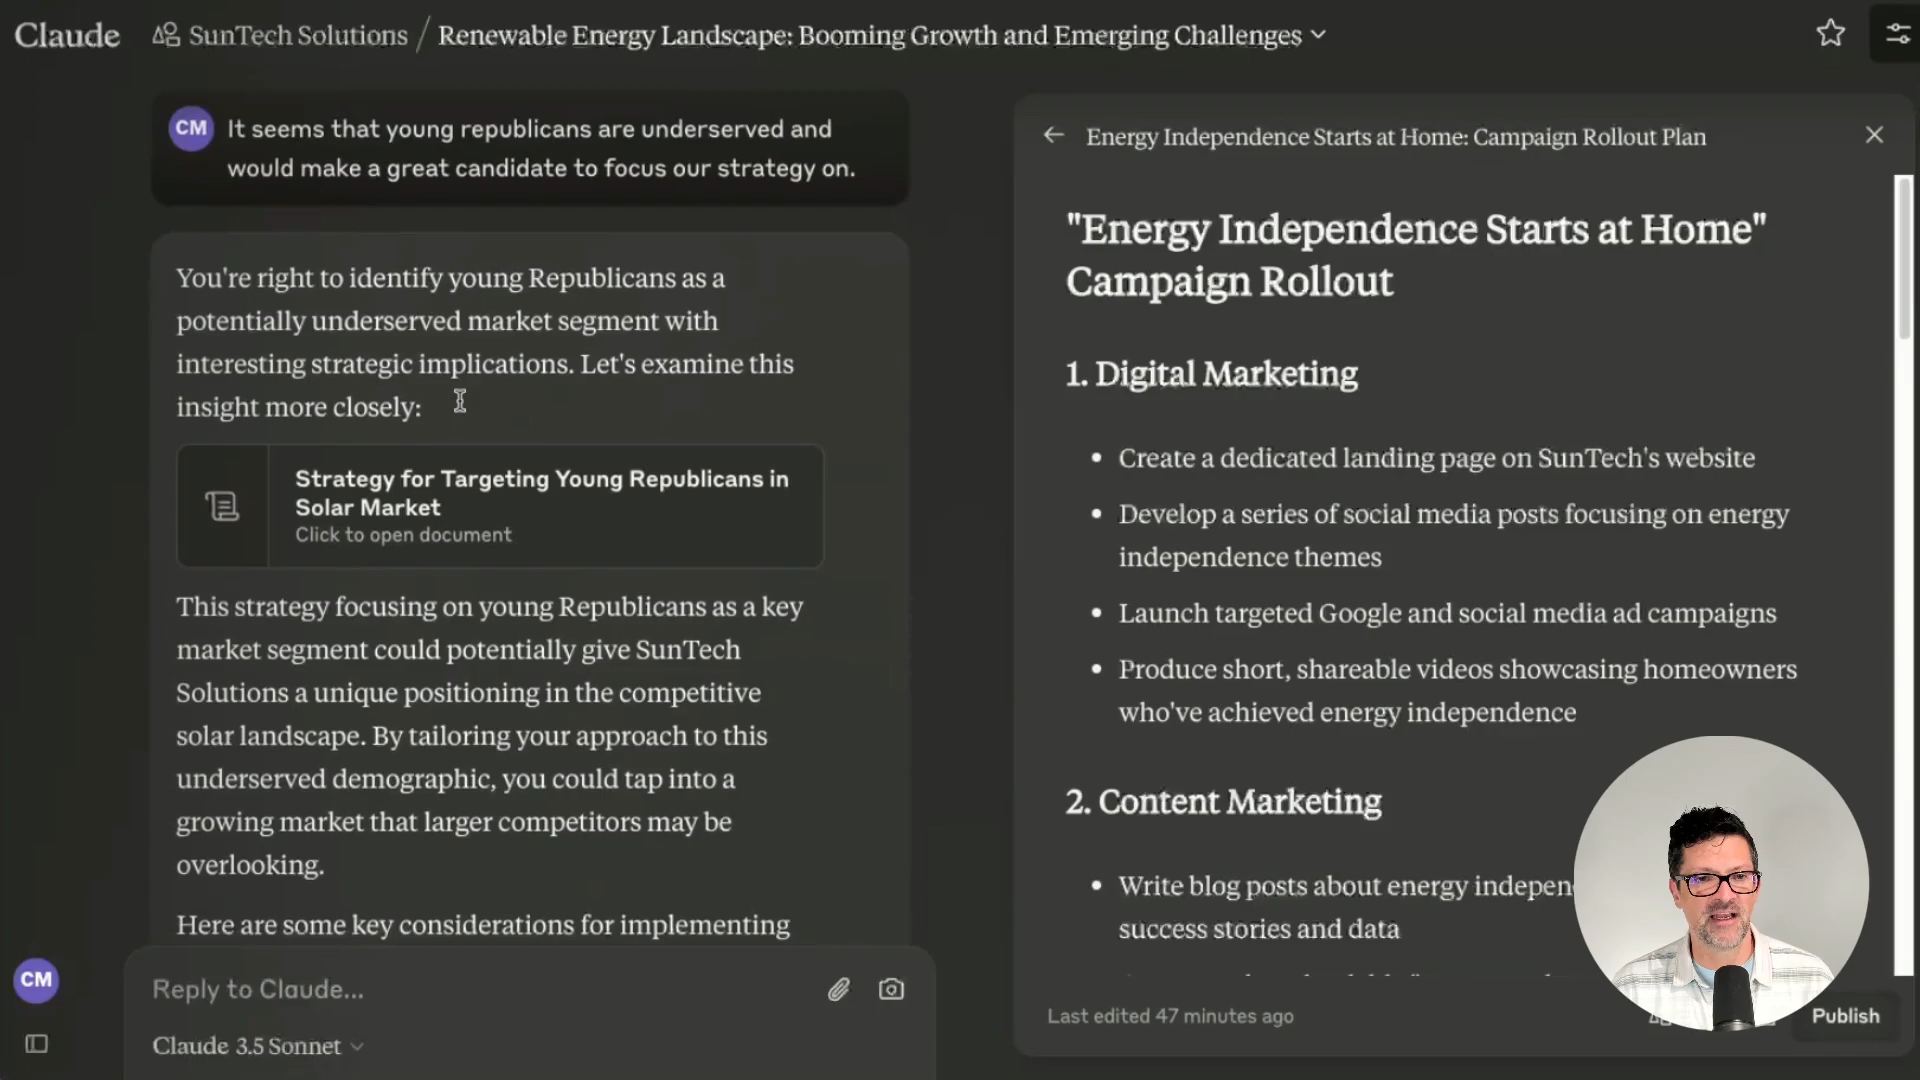 Claude
SunTech Solutions / Renewable Energy Landscape: Booming Growth and Emerging Challenges
CM
It seems that young republicans are underserved and
would make a great candidate to focus our strategy on.
You're right to identify young Republicans as a
potentially underserved market segment with
interesting strategic implications. Let's examine this
insight more closely:
Strategy for Targeting Young Republicans in
Solar Market
Click to open document
This strategy focusing on young Republicans as a key
market segment could potentially give SunTech
Solutions a unique positioning in the competitive
solar landscape. By tailoring your approach to this
underserved demographic, you could tap into a
growing market that larger competitors may be
overlooking.
Here are some key considerations for implementing
CM
Reply to Claude...
Claude 3.5 Sonnet
Energy Independence Starts at Home: Campaign Rollout Plan
"Energy Independence Starts at Home"
Campaign Rollout
1. Digital Marketing
• Create a dedicated landing page on SunTech's website
• Develop a series of social media posts focusing on energy
independence themes
• Launch targeted Google and social media ad campaigns
• Produce short, shareable videos showcasing homeowners
who've achieved energy independence
2. Content Marketing
• Write blog posts about energy
success stories and data
Last edited 47 minutes ago
Publish